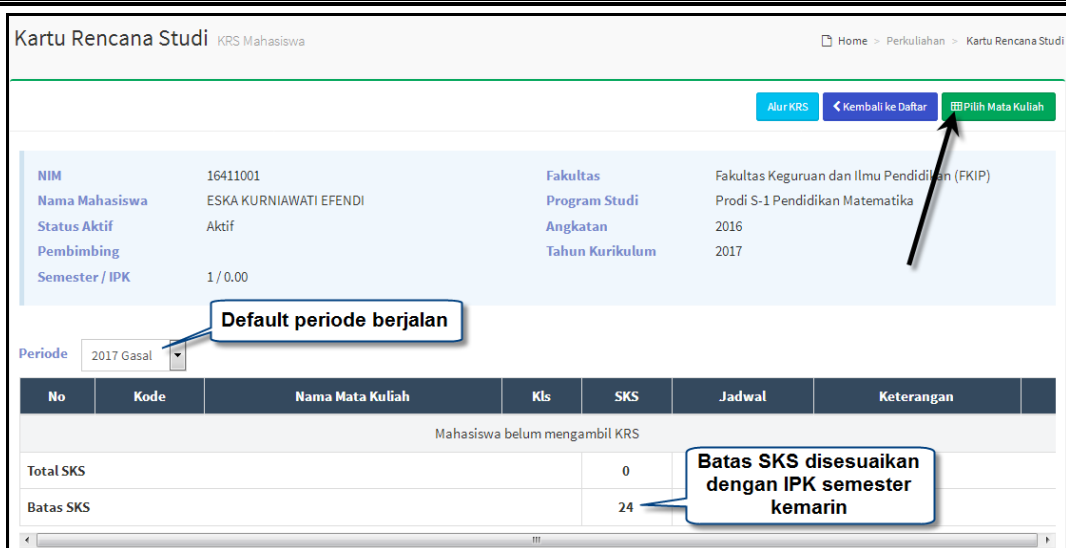 Kartu Rencana Studi KRS Mahasiswa
Home > Perkuliahan > Kartu Rencana Studi
Alur KRS Kembali ke Daftar Pilih Mata Kuliah
NIM 16411001 Fakultas Fakultas Keguruan dan Ilmu Pendidikan (FKIP)
Nama Mahasiswa ESKA KURNIAWATI EFENDI Program Studi Prodi S-1 Pendidikan Matematika
Status Aktif Aktif Angkatan 2016
Pembimbing Tahun Kurikulum 2017
Semester / IPK 1 / 0.00
Default periode berjalan
Periode 2017 Gasal
No Kode Nama Mata Kuliah Kls SKS Jadwal Keterangan
Mahasiswa belum mengambil KRS
Total SKS 0
Batas SKS 24
Batas SKS disesuaikan
dengan IPK semester
kemarin